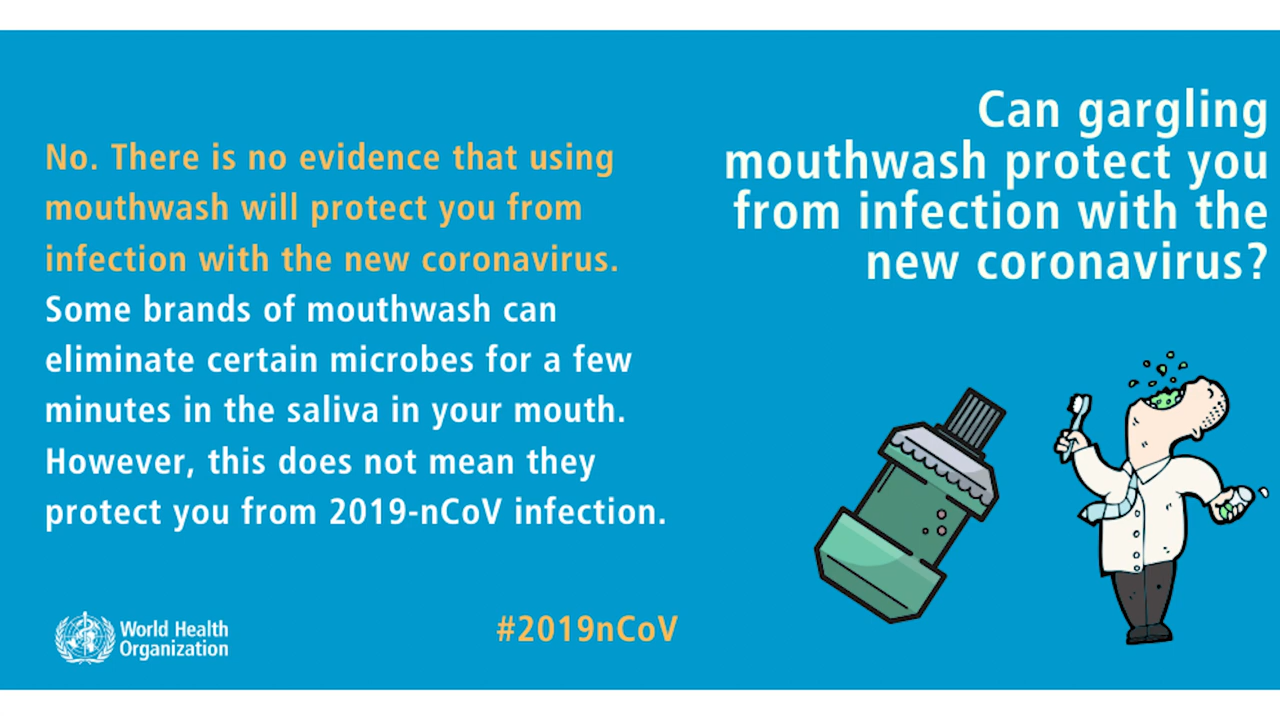 Can gargling
mouthwash protect you
from infection with the
new coronavirus?
No. There is no evidence that using
mouthwash will protect you from
infection with the new coronavirus.
Some brands of mouthwash can
eliminate certain microbes for a few
minutes in the saliva in your mouth.
However, this does not mean they
protect you from 2019-nCoV infection.
World Health
Organization
#2019nCoV